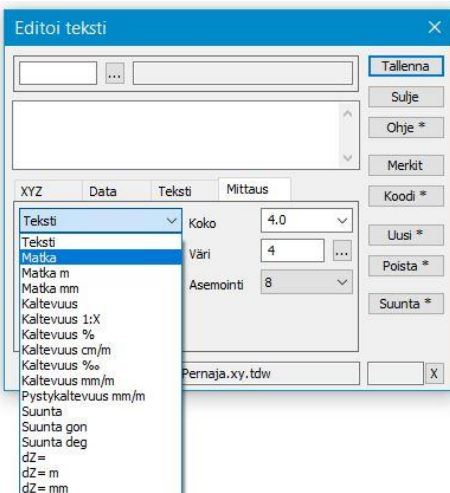 Editoi teksti
... Tallenna
Sulje
Ohje *
Merkit
XYZ Data Teksti Mittaus
Koodi *
Teksti Koko 4.0
Uusi *
Teksti
Matka Väri 4 ...
Poista *
Matka m
Matka mm Asemointi 8
Kaltevuus
Suunta *
Kaltevuus 1:X
Kaltevuus %
Kaltevuus cm/m
Kaltevuus ‰ Pernaja.xy.tdw X
Kaltevuus mm/m
Pystykaltevuus mm/m
Suunta
Suunta gon
Suunta deg
dZ=
dZ= m
dZ= mm